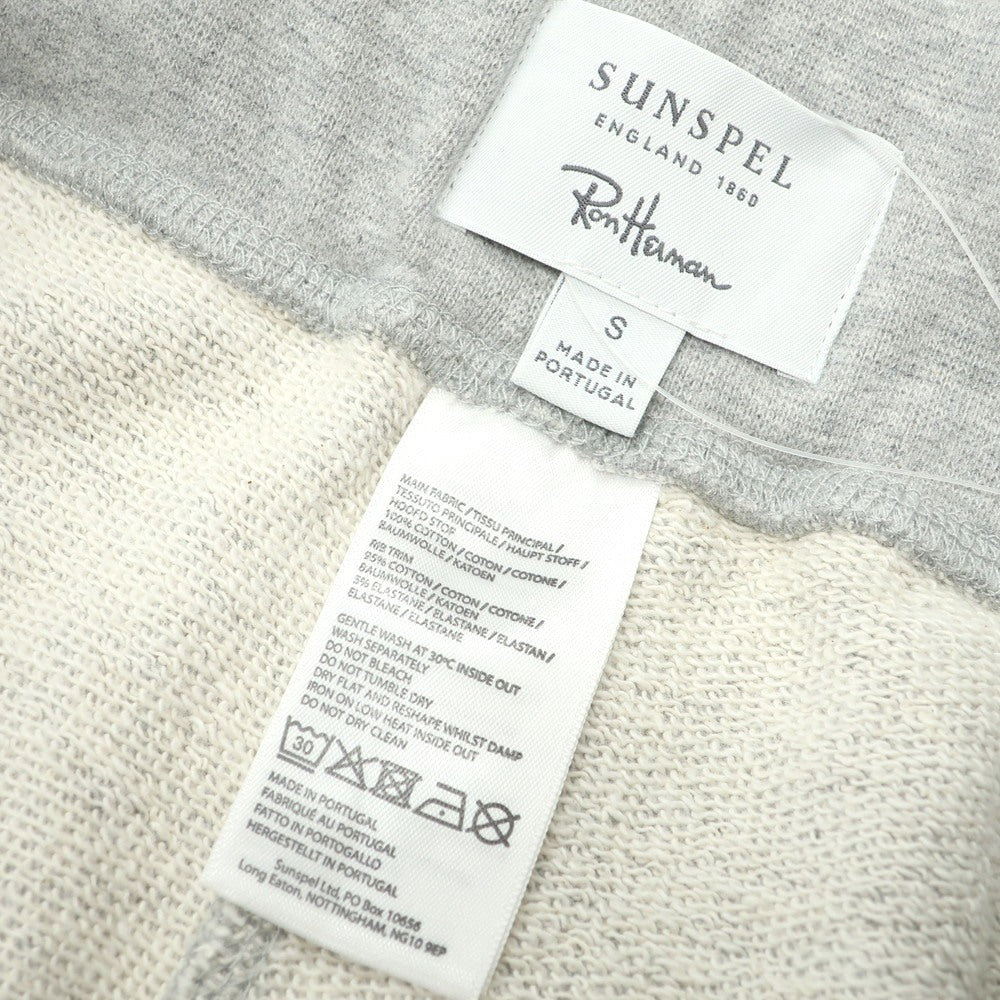 SUNSPEL
ENGLAND 1860
Ron Herman
S
MADE IN
PORTUGAL
MAIN FABRIC / TISSU PRINCIPAL /
TESSUTO PRINCIPALE / HAUPT STOFF /
HOOFD STOF
100% COTTON / COTON / COTONE /
BAUMWOLLE / KATOEN
RIB TRIM
95% COTTON / COTON / COTONE /
BAUMWOLLE / KATOEN
5% ELASTANE / ELASTANE / ELASTAN /
ELASTANE / ELASTANE
GENTLE WASH AT 30°C INSIDE OUT
WASH SEPARATELY
DO NOT BLEACH
DO NOT TUMBLE DRY
DRY FLAT AND RESHAPE WHILST DAMP
IRON ON LOW HEAT INSIDE OUT
DO NOT DRY CLEAN
30
MADE IN PORTUGAL
FABRIQUÉ AU PORTUGAL
FATTO IN PORTOGALLO
HERGESTELLT IN PORTUGAL
Sunspel Ltd, PO Box 10656
Long Eaton, NOTTINGHAM, NG10 9EP